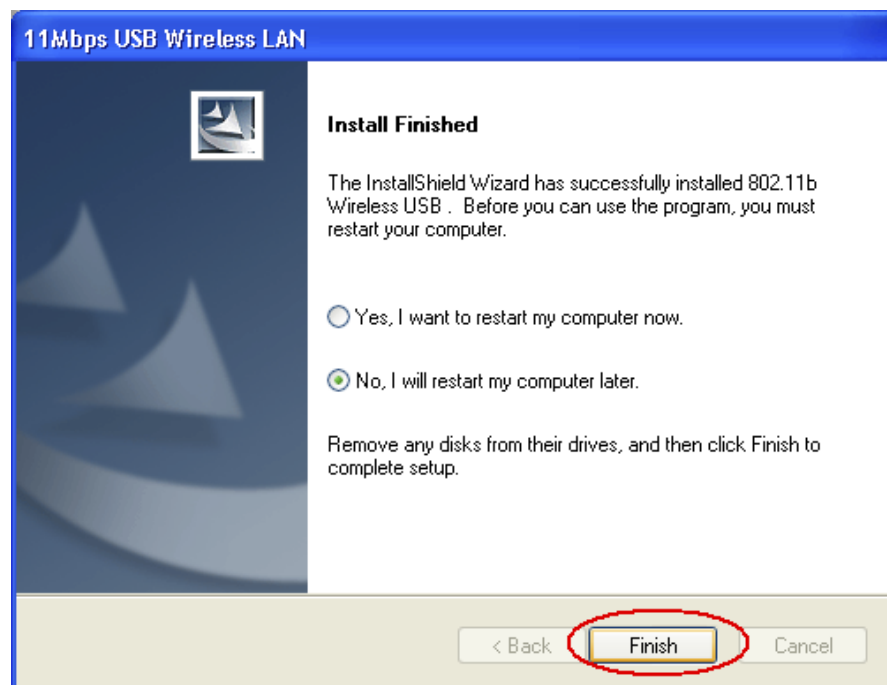 11Mbps USB Wireless LAN
Install Finished
The InstallShield Wizard has successfully installed 802.11b
Wireless USB .  Before you can use the program, you must
restart your computer.
Yes, I want to restart my computer now.
No, I will restart my computer later.
Remove any disks from their drives, and then click Finish to
complete setup.
< Back
Finish
Cancel